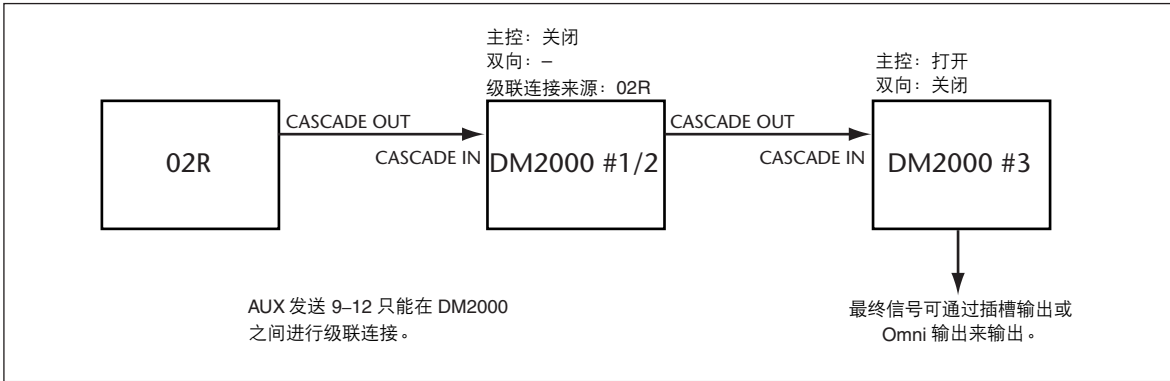 主控：关闭
双向：–
级联连接来源：02R
主控：打开
双向：关闭
CASCADE OUT
CASCADE OUT
02R
CASCADE IN
DM2000 #1/2
CASCADE IN
DM2000 #3
AUX 发送 9–12 只能在 DM2000
之间进行级联连接。
最终信号可通过插槽输出或
Omni 输出来输出。